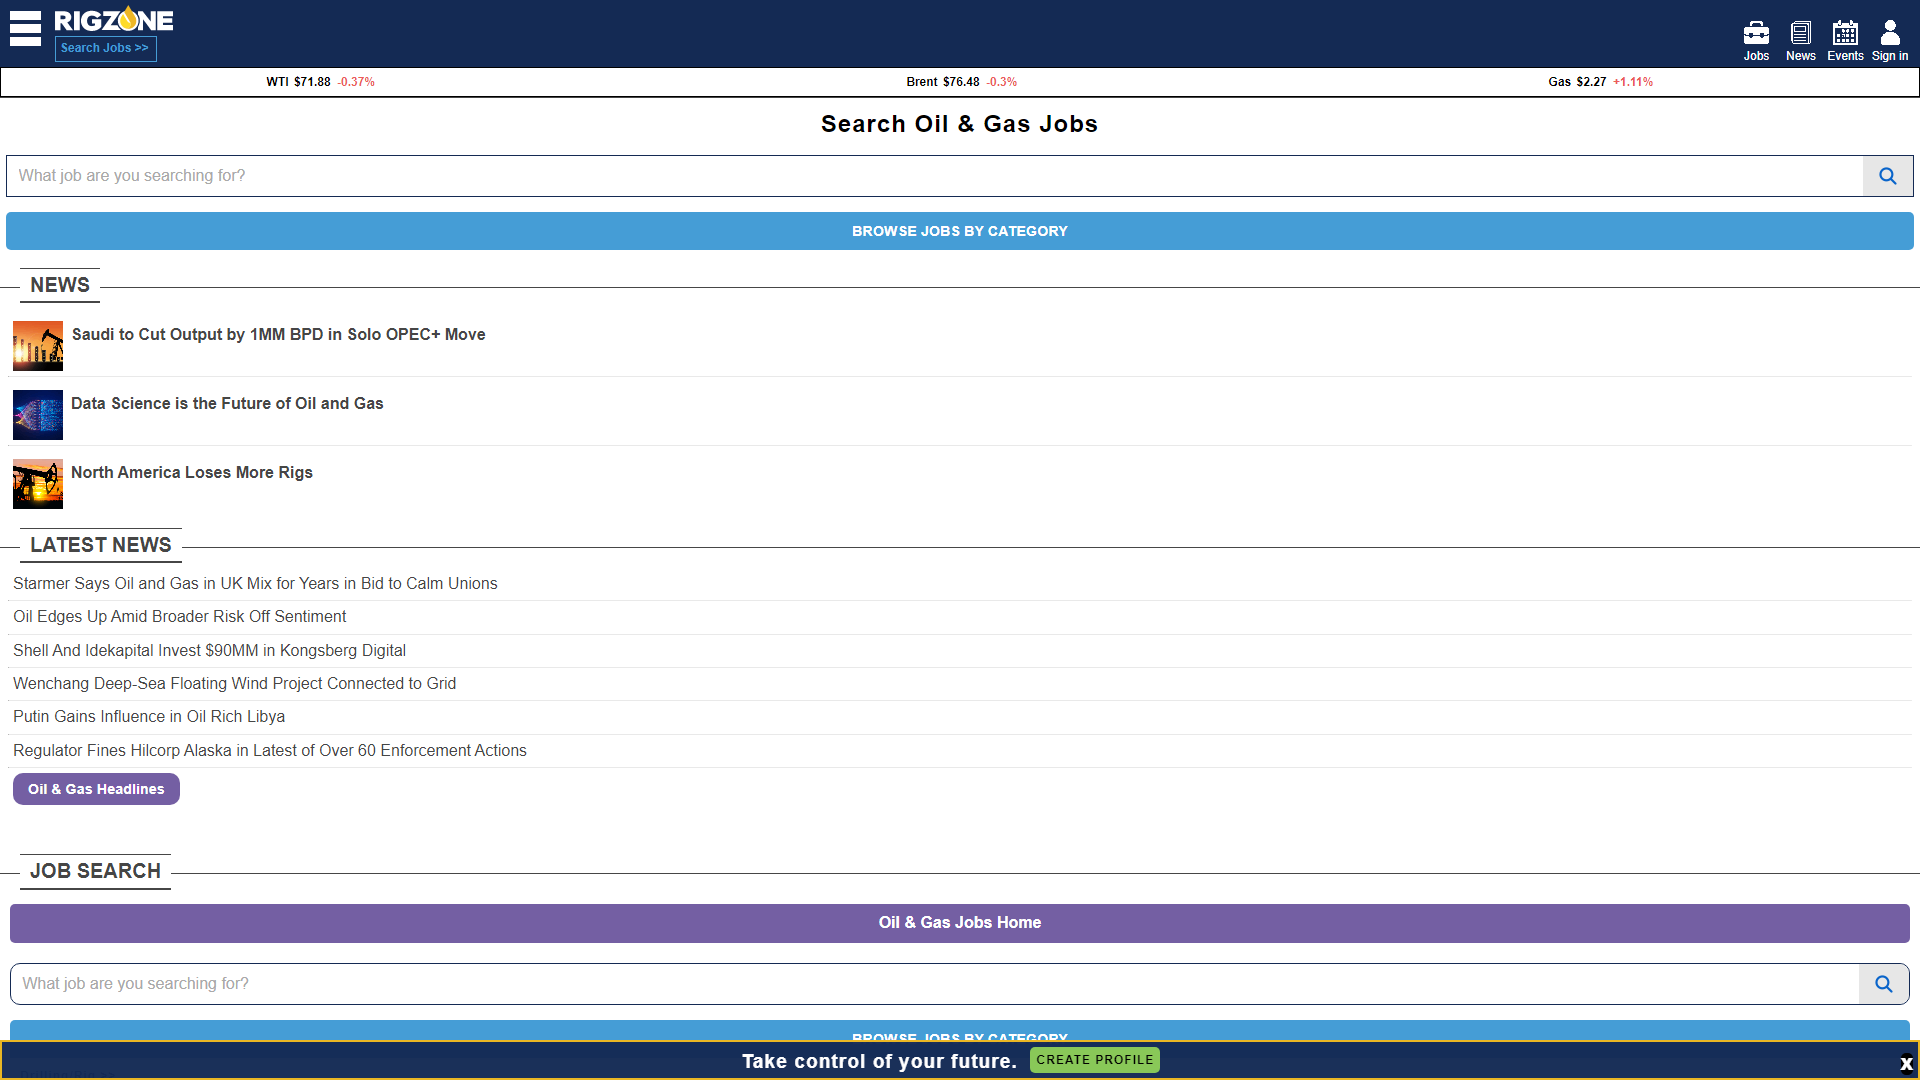 RIGZONE
Search Jobs >>
Jobs
News
Events
Sign in
WTI $71.88 -0.37%
Brent $76.48 -0.3%
Gas $2.27 +1.11%
Search Oil & Gas Jobs
What job are you searching for?
BROWSE JOBS BY CATEGORY
NEWS
Saudi to Cut Output by 1MM BPD in Solo OPEC+ Move
Data Science is the Future of Oil and Gas
North America Loses More Rigs
LATEST NEWS
Starmer Says Oil and Gas in UK Mix for Years in Bid to Calm Unions
Oil Edges Up Amid Broader Risk Off Sentiment
Shell And Idekapital Invest $90MM in Kongsberg Digital
Wenchang Deep-Sea Floating Wind Project Connected to Grid
Putin Gains Influence in Oil Rich Libya
Regulator Fines Hilcorp Alaska in Latest of Over 60 Enforcement Actions
Oil & Gas Headlines
JOB SEARCH
Oil & Gas Jobs Home
What job are you searching for?
BROWSE JOBS BY CATEGORY
Take control of your future. CREATE PROFILE
x